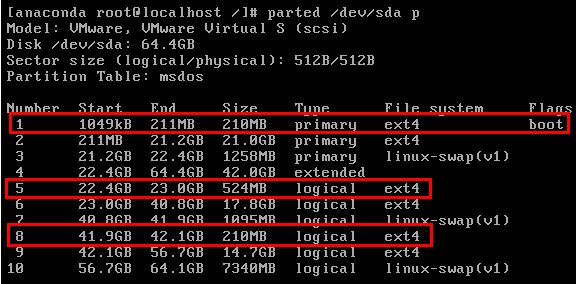 [anaconda root@localhost /]# parted /dev/sda p
Model: VMware, VMware Virtual S (scsi)
Disk /dev/sda: 64.4GB
Sector size (logical/physical): 512B/512B
Partition Table: msdos
Number Start End Size Type File system Flags
1 1049kB 211MB 210MB primary ext4 boot
2 211MB 21.2GB 21.0GB primary ext4
3 21.2GB 22.4GB 1258MB primary linux-swap(v1)
4 22.4GB 64.4GB 42.0GB extended
5 22.4GB 23.0GB 524MB logical ext4
6 23.0GB 40.8GB 17.8GB logical ext4
7 40.8GB 41.9GB 1095MB logical linux-swap(v1)
8 41.9GB 42.1GB 210MB logical ext4
9 42.1GB 56.7GB 14.7GB logical ext4
10 56.7GB 64.1GB 7340MB logical linux-swap(v1)